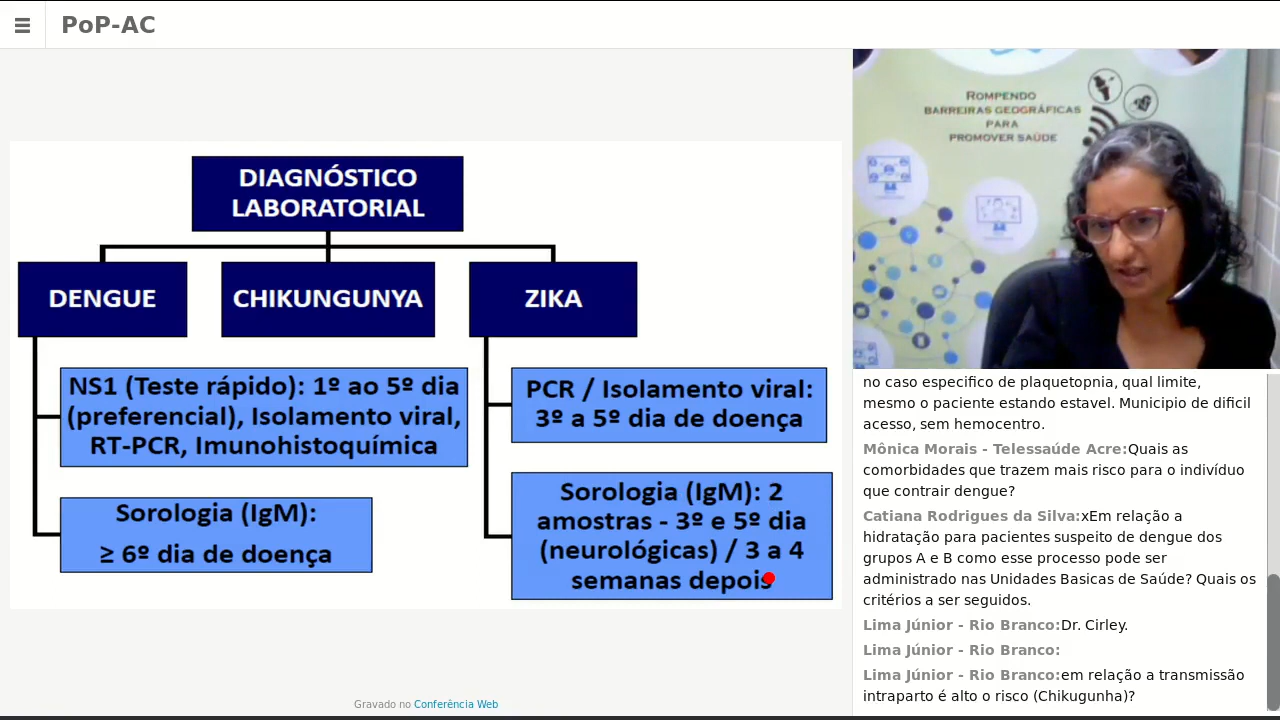 PoP-AC
DIAGNÓSTICO
LABORATORIAL
DENGUE
CHIKUNGUNYA
ZIKA
NS1 (Teste rápido): 1º ao 5º dia
(preferencial), Isolamento viral,
RT-PCR, Imunohistoquímica
Sorologia (IgM):
≥ 6º dia de doença
PCR / Isolamento viral:
3º a 5º dia de doença
Sorologia (IgM): 2
amostras - 3º e 5º dia
(neurológicas) / 3 a 4
semanas depois
Gravado no Conferência Web
ROMPENDO
BARREIRAS GEOGRÁFICAS
PARA
PROMOVER SAÚDE
no caso especifico de plaquetopnia, qual limite,
mesmo o paciente estando estavel. Municipio de dificil
acesso, sem hemocentro.
Mônica Morais - Telessaúde Acre:Quais as
comorbidades que trazem mais risco para o indivíduo
que contrair dengue?
Catiana Rodrigues da Silva:xEm relação a
hidratação para pacientes suspeito de dengue dos
grupos A e B como esse processo pode ser
administrado nas Unidades Basicas de Saúde? Quais os
critérios a ser seguidos.
Lima Júnior - Rio Branco:Dr. Cirley.
Lima Júnior - Rio Branco:
Lima Júnior - Rio Branco:em relação a transmissão
intraparto é alto o risco (Chikugunha)?